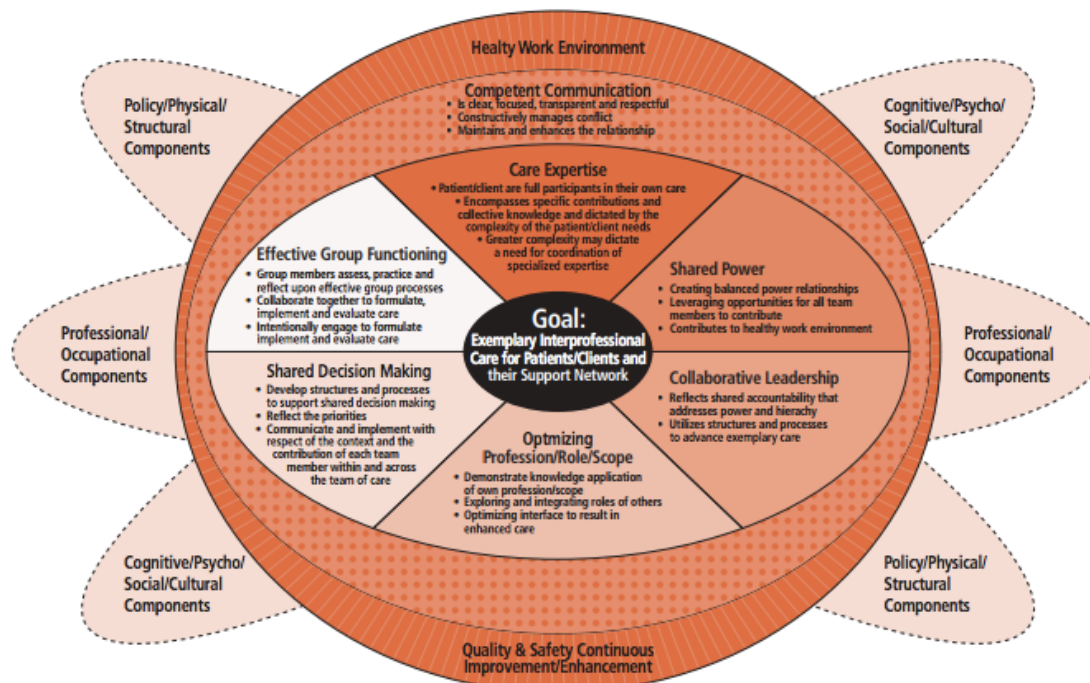 Healty Work Environment
Competent Communication
• Is clear, focused, transparent and respectful
• Constructively manages conflict
• Maintains and enhances the relationship
Policy/Physical/
Structural
Components
Cognitive/Psycho/
Social/Cultural
Components
Care Expertise
• Patient/client are full participants in their own care
• Encompasses specific contributions and
collective knowledge and dictated by the
complexity of the patient/client needs
• Greater complexity may dictate
a need for coordination of
specialized expertise
Effective Group Functioning
• Group members assess, practice and
reflect upon effective group processes
• Collaborate together to formulate,
implement and evaluate care
• Intentionally engage to formulate
implement and evaluate care
Shared Power
• Creating balanced power relationships
• Leveraging opportunities for all team
members to contribute
• Contributes to healthy work environment
Professional/
Occupational
Components
Goal:
Exemplary Interprofessional
Care for Patients/Clients and
their Support Network
Professional/
Occupational
Components
Shared Decision Making
• Develop structures and processes
to support shared decision making
• Reflect the priorities
• Communicate and implement with
respect of the context and the
contribution of each team
member within and across
the team of care
Collaborative Leadership
• Reflects shared accountability that
addresses power and hierachy
• Utilizes structures and processes
to advance exemplary care
Optmizing
Profession/Role/Scope
• Demonstrate knowledge application
of own profession/scope
• Exploring and integrating roles of others
• Optimizing interface to result in
enhanced care
Cognitive/Psycho/
Social/Cultural
Components
Policy/Physical/
Structural
Components
Quality & Safety Continuous
Improvement/Enhancement